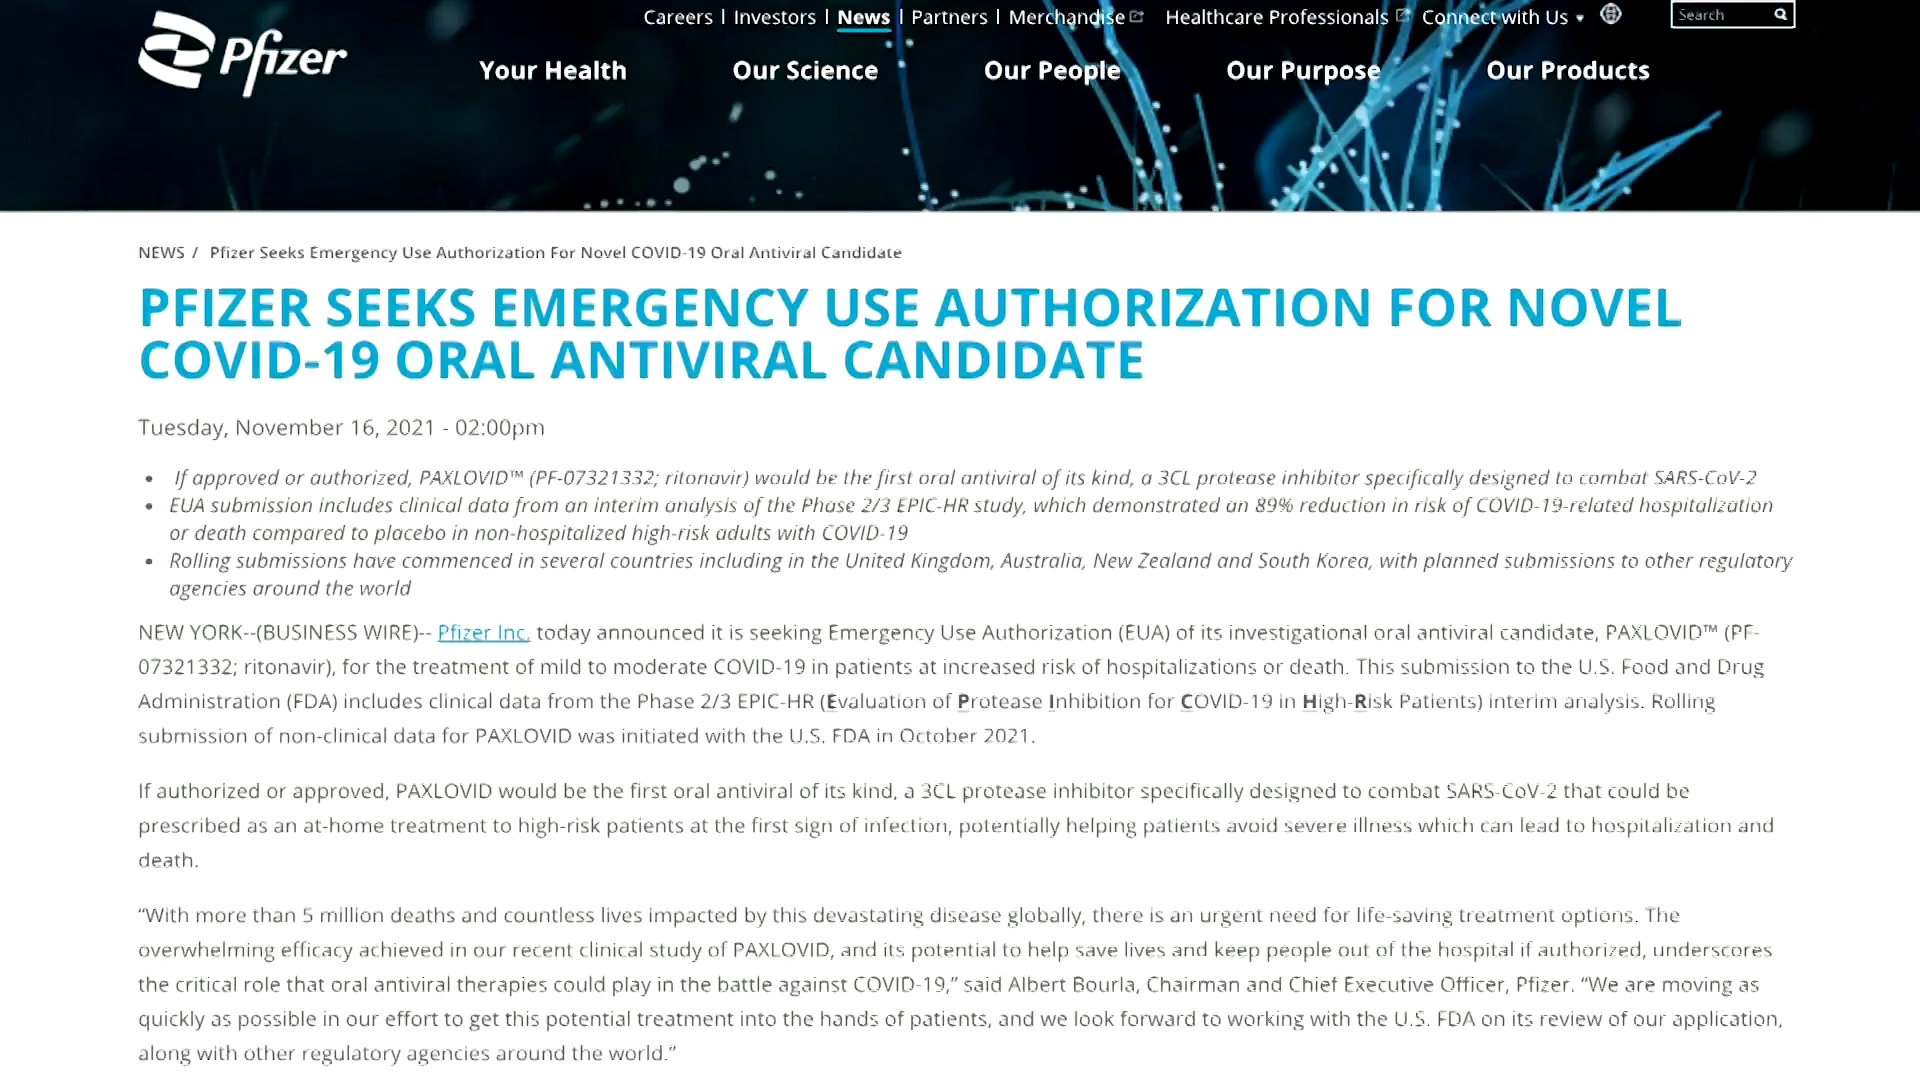 Careers | Investors | News | Partners | Merchandise Healthcare Professionals Connect with Us Search
Pfizer
Your Health Our Science Our People Our Purpose Our Products
NEWS / Pfizer Seeks Emergency Use Authorization For Novel COVID-19 Oral Antiviral Candidate
PFIZER SEEKS EMERGENCY USE AUTHORIZATION FOR NOVEL
COVID-19 ORAL ANTIVIRAL CANDIDATE
Tuesday, November 16, 2021 - 02:00pm
• If approved or authorized, PAXLOVID™ (PF-07321332; ritonavir) would be the first oral antiviral of its kind, a 3CL protease inhibitor specifically designed to combat SARS-CoV-2
• EUA submission includes clinical data from an interim analysis of the Phase 2/3 EPIC-HR study, which demonstrated an 89% reduction in risk of COVID-19-related hospitalization
or death compared to placebo in non-hospitalized high-risk adults with COVID-19
• Rolling submissions have commenced in several countries including in the United Kingdom, Australia, New Zealand and South Korea, with planned submissions to other regulatory
agencies around the world
NEW YORK--(BUSINESS WIRE)-- Pfizer Inc. today announced it is seeking Emergency Use Authorization (EUA) of its investigational oral antiviral candidate, PAXLOVID™ (PF-
07321332; ritonavir), for the treatment of mild to moderate COVID-19 in patients at increased risk of hospitalizations or death. This submission to the U.S. Food and Drug
Administration (FDA) includes clinical data from the Phase 2/3 EPIC-HR (Evaluation of Protease Inhibition for COVID-19 in High-Risk Patients) interim analysis. Rolling
submission of non-clinical data for PAXLOVID was initiated with the U.S. FDA in October 2021.
If authorized or approved, PAXLOVID would be the first oral antiviral of its kind, a 3CL protease inhibitor specifically designed to combat SARS-CoV-2 that could be
prescribed as an at-home treatment to high-risk patients at the first sign of infection, potentially helping patients avoid severe illness which can lead to hospitalization and
death.
“With more than 5 million deaths and countless lives impacted by this devastating disease globally, there is an urgent need for life-saving treatment options. The
overwhelming efficacy achieved in our recent clinical study of PAXLOVID, and its potential to help save lives and keep people out of the hospital if authorized, underscores
the critical role that oral antiviral therapies could play in the battle against COVID-19,” said Albert Bourla, Chairman and Chief Executive Officer, Pfizer. “We are moving as
quickly as possible in our effort to get this potential treatment into the hands of patients, and we look forward to working with the U.S. FDA on its review of our application,
along with other regulatory agencies around the world.”